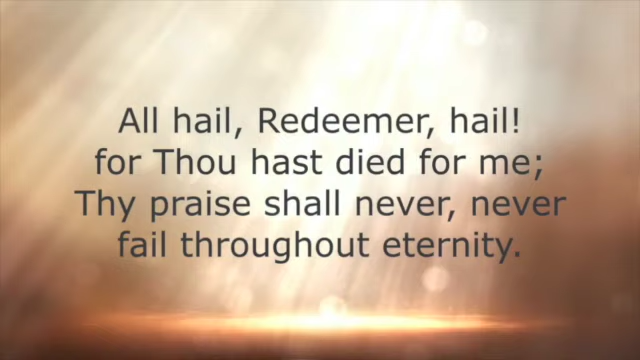 All hail, Redeemer, hail!
for Thou hast died for me;
Thy praise shall never, never
fail throughout eternity.